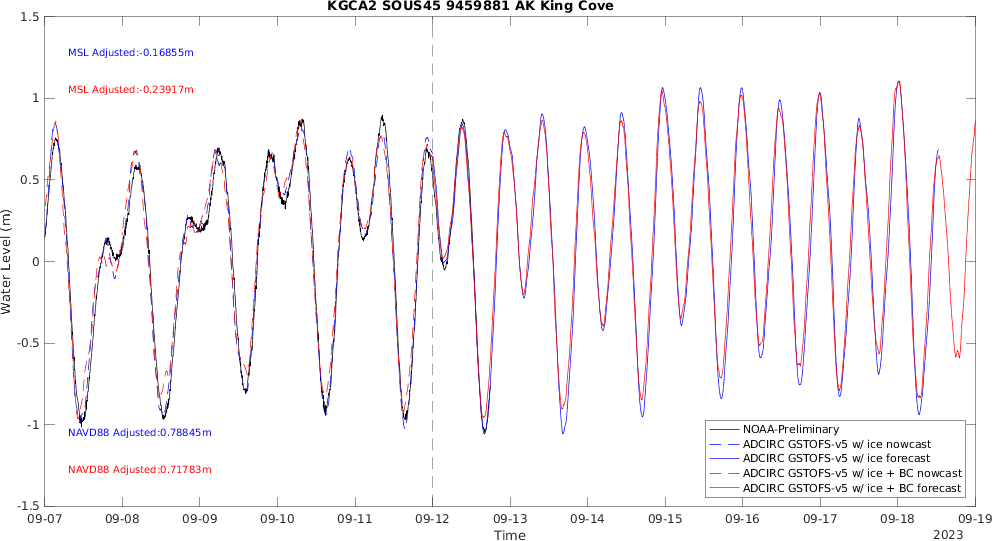 KGCA2 SOUS45 9459881 AK King Cove
1.5
1
0.5
0
-0.5
-1
-1.5
Water Level (m)
MSL Adjusted:-0.16855m
MSL Adjusted:-0.23917m
NAVD88 Adjusted:0.78845m
NAVD88 Adjusted:0.71783m
NOAA-Preliminary
ADCIRC GSTOFS-v5 w/ ice nowcast
ADCIRC GSTOFS-v5 w/ ice forecast
ADCIRC GSTOFS-v5 w/ ice + BC nowcast
ADCIRC GSTOFS-v5 w/ ice + BC forecast
09-07 09-08 09-09 09-10 09-11 09-12 09-13 09-14 09-15 09-16 09-17 09-18 09-19
Time
2023